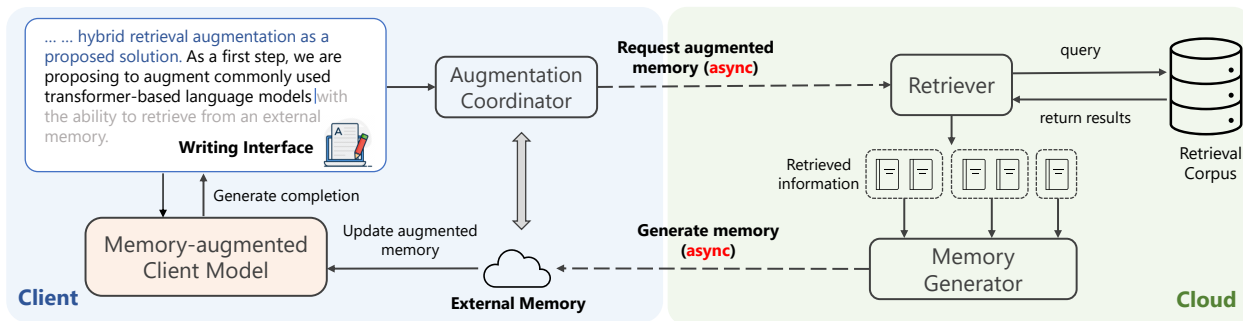 ... ... hybrid retrieval augmentation as a
proposed solution. As a first step, we are
proposing to augment commonly used
transformer-based language models with
the ability to retrieve from an external
memory.
Writing Interface
A
Generate completion
Memory-augmented
Client Model
Client
Augmentation
Coordinator
Update augmented
memory
External Memory
Request augmented
memory (async)
Generate memory
(async)
Retriever
query
return results
Retrieval
Corpus
Retrieved
information
Memory
Generator
Cloud